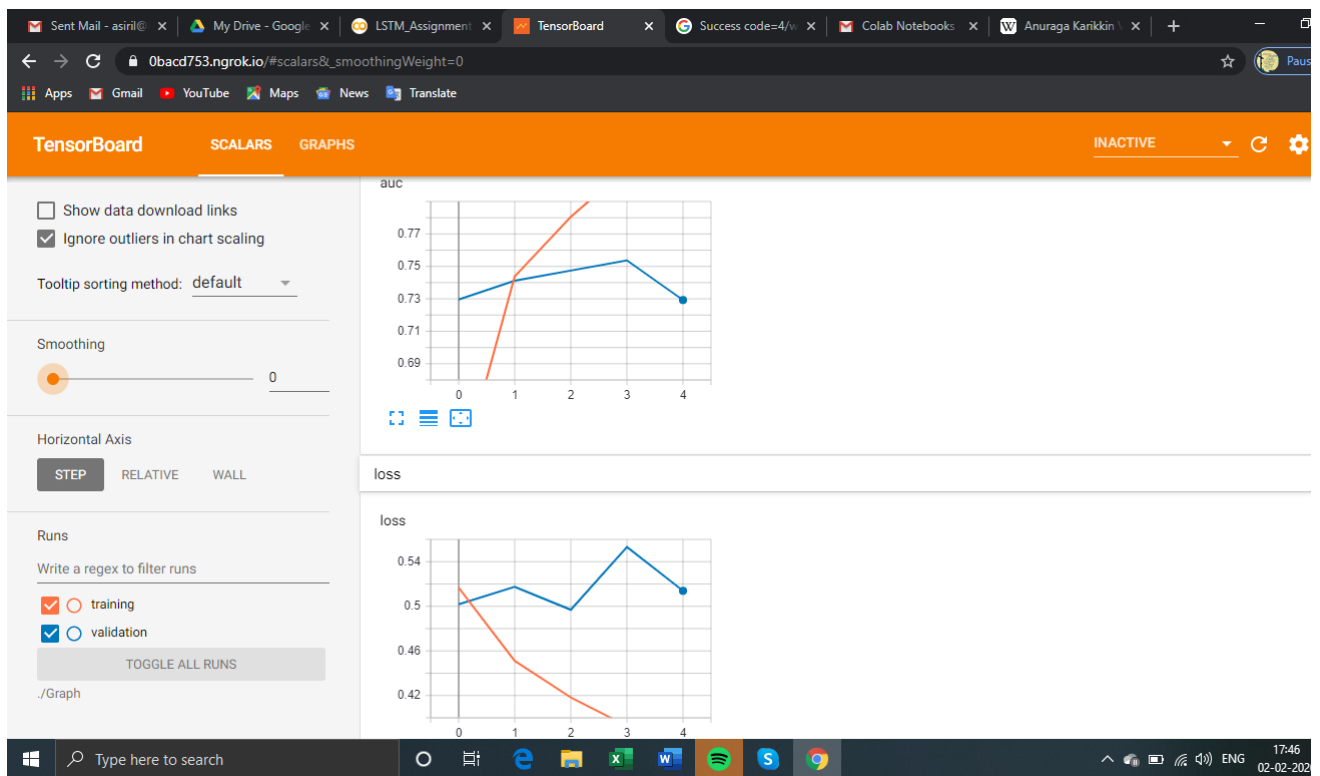 Sent Mail - asiril@
My Drive - Google
LSTM_Assignment
TensorBoard
Success code=4/w
Colab Notebooks
Anuraga Karikkin
0bacd753.ngrok.io/#scalars&_smoothingWeight=0
Paus
Apps
Gmail
YouTube
Maps
News
Translate
TensorBoard
SCALARS
GRAPHS
INACTIVE
Show data download links
Ignore outliers in chart scaling
Tooltip sorting method: default
Smoothing
0
Horizontal Axis
STEP
RELATIVE
WALL
Runs
Write a regex to filter runs
training
validation
TOGGLE ALL RUNS
./Graph
auc
0.77
0.75
0.73
0.71
0.69
0 1 2 3 4
loss
loss
0.54
0.5
0.46
0.42
0 1 2 3 4
Type here to search
ENG
17:46
02-02-202